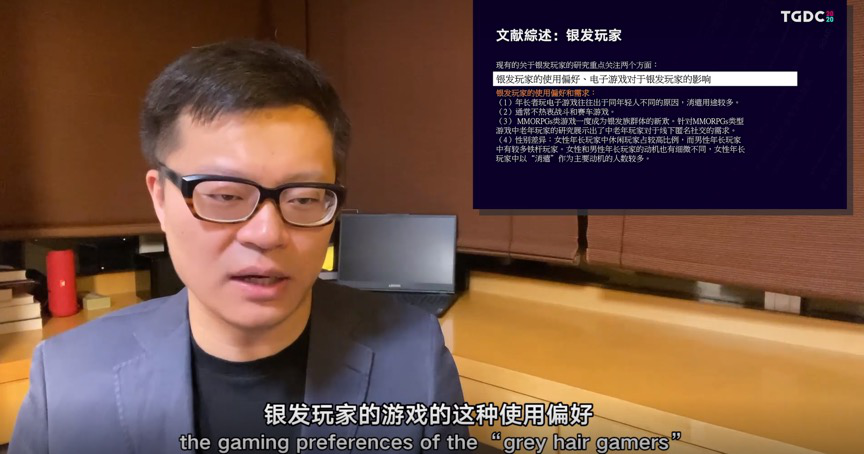 TGDC 2020
文献綜述：银发玩家
现有的关于银发玩家的研究重点关注两个方面：
银发玩家的使用偏好、电子游戏对于银发玩家的影响
银发玩家的使用偏好和需求：
（1）年长者玩电子游戏往往出于同年轻人不同的原因，消遣用途较多。
（2）通常不热衷战斗和赛车游戏。
（3） MMORPGs类游戏一度成为银发族群体的新欢。针对MMORPGs类型
游戏中老年玩家的研究展示出了中老年玩家对于线下匿名社交的需求。
（4）性别差异：女性年长玩家中休闲玩家占较高比例，而男性年长玩家
中有较多铁杆玩家。女性和男性年长玩家的动机也有细微不同，女性年长
玩家中以“消遣”作为主要动机的人数较多。
银发玩家的游戏的这种使用偏好
the gaming preferences of the “grey hair gamers”